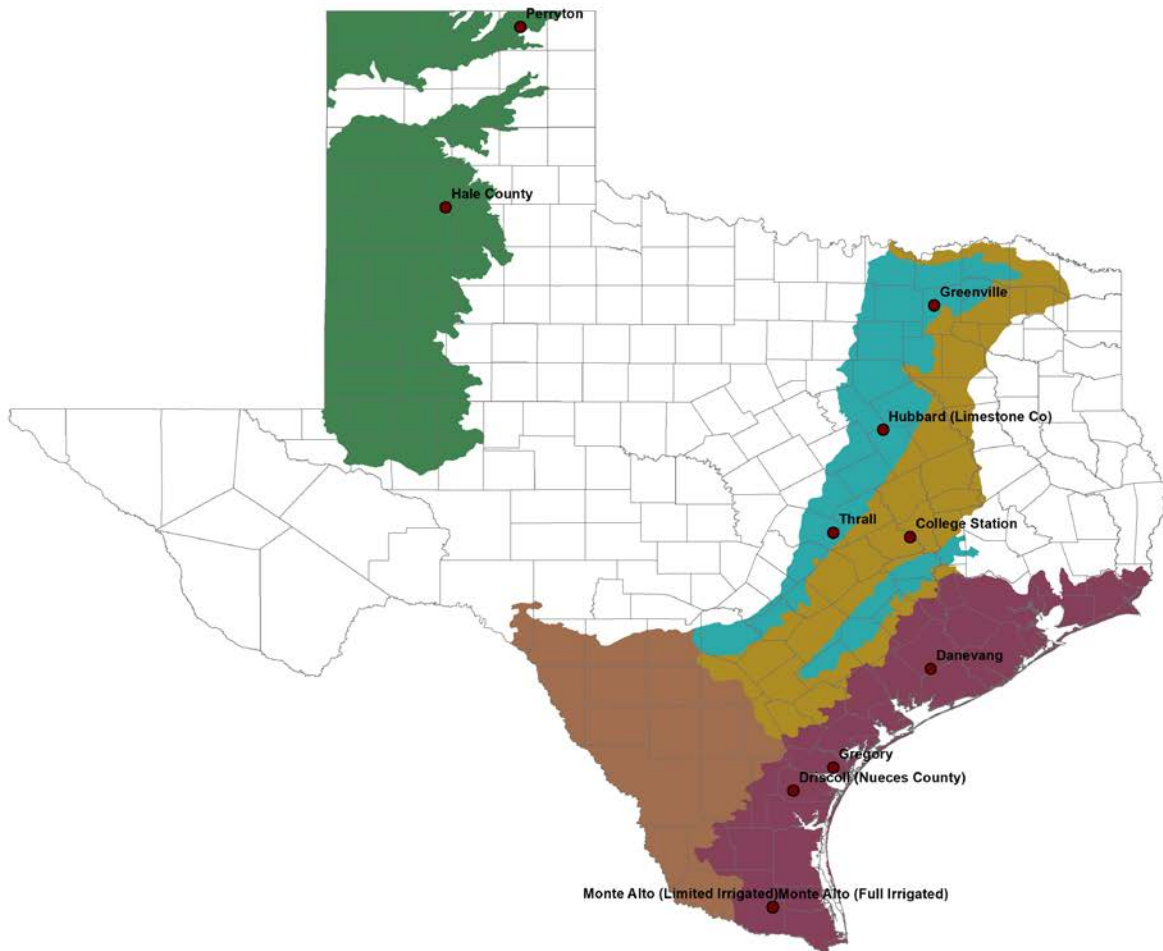 Perryton
Hale County
Greenville
Hubbard (Limestone Co)
Thrall
College Station
Danevang
Gregory
Driscoll (Nueces County)
Monte Alto (Limited Irrigated)
Monte Alto (Full Irrigated)